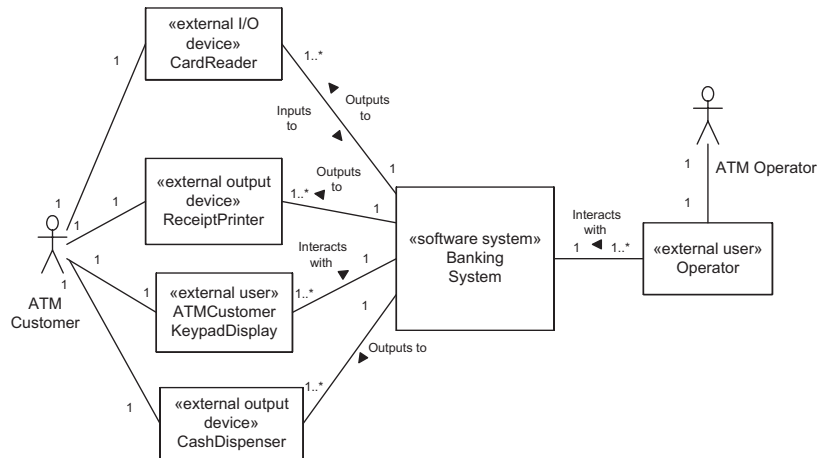 «external I/O
device»
CardReader
1
1..*
Outputs
to
Inputs
to
1
1
«external output
device»
ReceiptPrinter
1
1
1..*
Outputs
to
1
ATM
Customer
1
1
1
«external user»
ATMCustomer
KeypadDisplay
1..*
Interacts
with
1
1
1
«external output
device»
CashDispenser
1..*
Outputs to
«software system»
Banking
System
1
Interacts
with
1..*
«external user»
Operator
1
1
ATM Operator